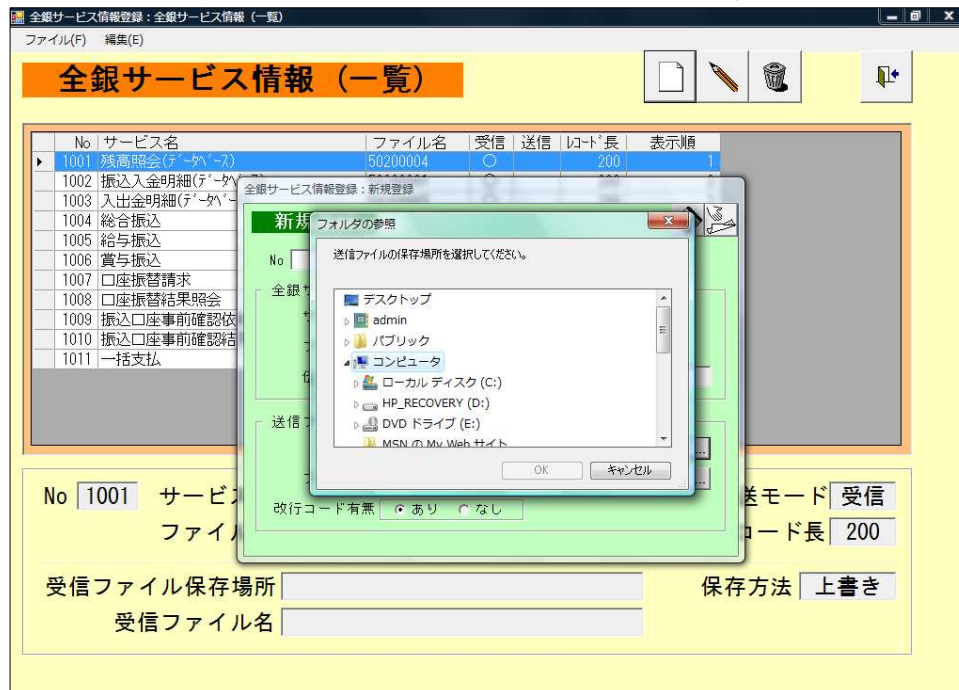 全銀サービス情報登録：全銀サービス情報（一覧）
ファイル(F) 編集(E)
全銀サービス情報 （一覧）
No サービス名 ファイル名 受信 送信 ﾚｺｰﾄﾞ長 表示順
1001 残高照会(ﾃﾞｰﾀﾍﾞｰｽ) 50200004 ○ 200 1
1002 振込入金明細(ﾃﾞｰﾀﾍﾞｰｽ)
1003 入出金明細(ﾃﾞｰﾀﾍﾞｰ
1004 総合振込
1005 給与振込
1006 賞与振込
1007 口座振替請求
1008 口座振替結果照会
1009 振込口座事前確認依
1010 振込口座事前確認結
1011 一括支払
全銀サービス情報登録：新規登録
新規
No
全銀
送信
改行コード有無 あり なし
フォルダの参照
送信ファイルの保存場所を選択してください。
デスクトップ
admin
パブリック
コンピュータ
ローカル ディスク (C:)
HP_RECOVERY (D:)
DVD ドライブ (E:)
MSN の My Web サイト
OK キャンセル
No 1001 サービ 送モード 受信
ファイ コード長 200
受信ファイル保存場所 保存方法 上書き
受信ファイル名